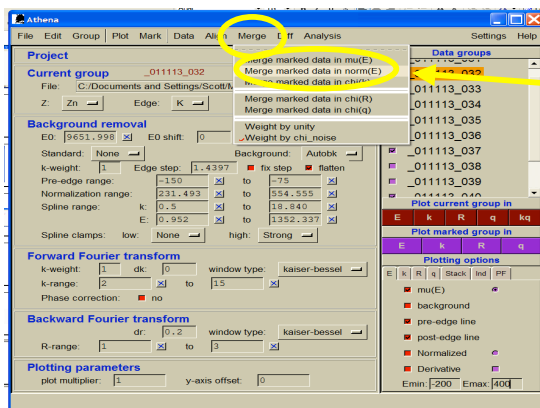 Athena
File Edit Group Plot Mark Data Align Merge Diff Analysis Settings Help
Project
Current group _011113_032
File: C:/Documents and Settings/Scott/M
Z: Zn Edge: K
Background removal
E0: 9651.998 E0 shift: 0
Standard: None Background: Autobk
k-weight: 1 Edge step: 1.4397 fix step flatten
Pre-edge range: -150 to -75
Normalization range: 231.493 to 554.555
Spline range: k: 0.5 to 18.840
E: 0.952 to 1352.337
Spline clamps: low: None high: Strong
Forward Fourier transform
k-weight: 1 dk: 0 window type: kaiser-bessel
k-range: 2 to 15
Phase correction: no
Backward Fourier transform
dr: 0.2 window type: kaiser-bessel
R-range: 1 to 3
Plotting parameters
plot multiplier: 1 y-axis offset: 0
Merge marked data in mu(E)
Merge marked data in norm(E)
Merge marked data in chi(k)
Merge marked data in chi(R)
Merge marked data in chi(q)
Weight by unity
Weight by chi_noise
Data groups
_011113_031
_011113_032
_011113_033
_011113_034
_011113_035
_011113_036
_011113_037
_011113_038
_011113_039
_011113_040
Plot current group in
E k R q kq
Plot marked group in
E k R q
Plotting options
E k R q Stack Ind PF
mu(E)
background
pre-edge line
post-edge line
Normalized
Derivative
Emin: -200 Emax: 400